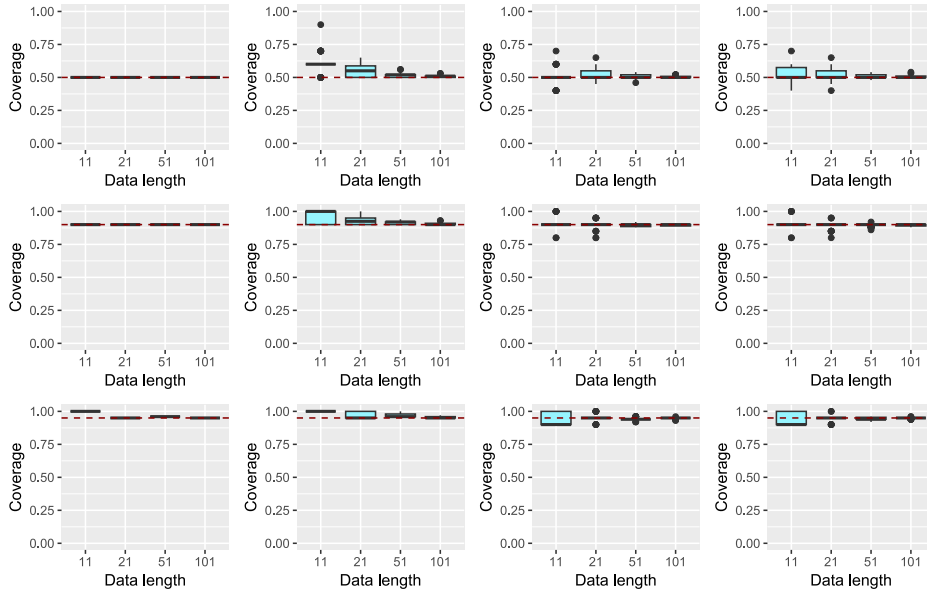 1.00 1.00 1.00 1.00
0.75 0.75 0.75 0.75
Coverage Coverage Coverage Coverage
0.50 0.50 0.50 0.50
0.25 0.25 0.25 0.25
0.00 0.00 0.00 0.00
11 21 51 101 11 21 51 101 11 21 51 101 11 21 51 101
Data length Data length Data length Data length
1.00 1.00 1.00 1.00
0.75 0.75 0.75 0.75
Coverage Coverage Coverage Coverage
0.50 0.50 0.50 0.50
0.25 0.25 0.25 0.25
0.00 0.00 0.00 0.00
11 21 51 101 11 21 51 101 11 21 51 101 11 21 51 101
Data length Data length Data length Data length
1.00 1.00 1.00 1.00
0.75 0.75 0.75 0.75
Coverage Coverage Coverage Coverage
0.50 0.50 0.50 0.50
0.25 0.25 0.25 0.25
0.00 0.00 0.00 0.00
11 21 51 101 11 21 51 101 11 21 51 101 11 21 51 101
Data length Data length Data length Data length